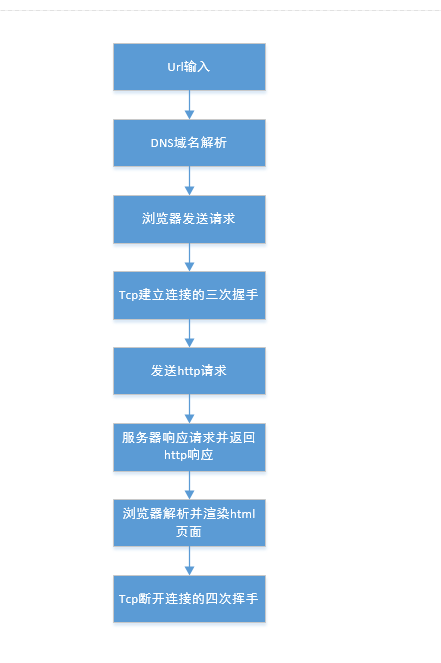 Url输入
DNS域名解析
浏览器发送请求
Tcp建立连接的三次握手
发送http请求
服务器响应请求并返回
http响应
浏览器解析并渲染html
页面
Tcp断开连接的四次挥手